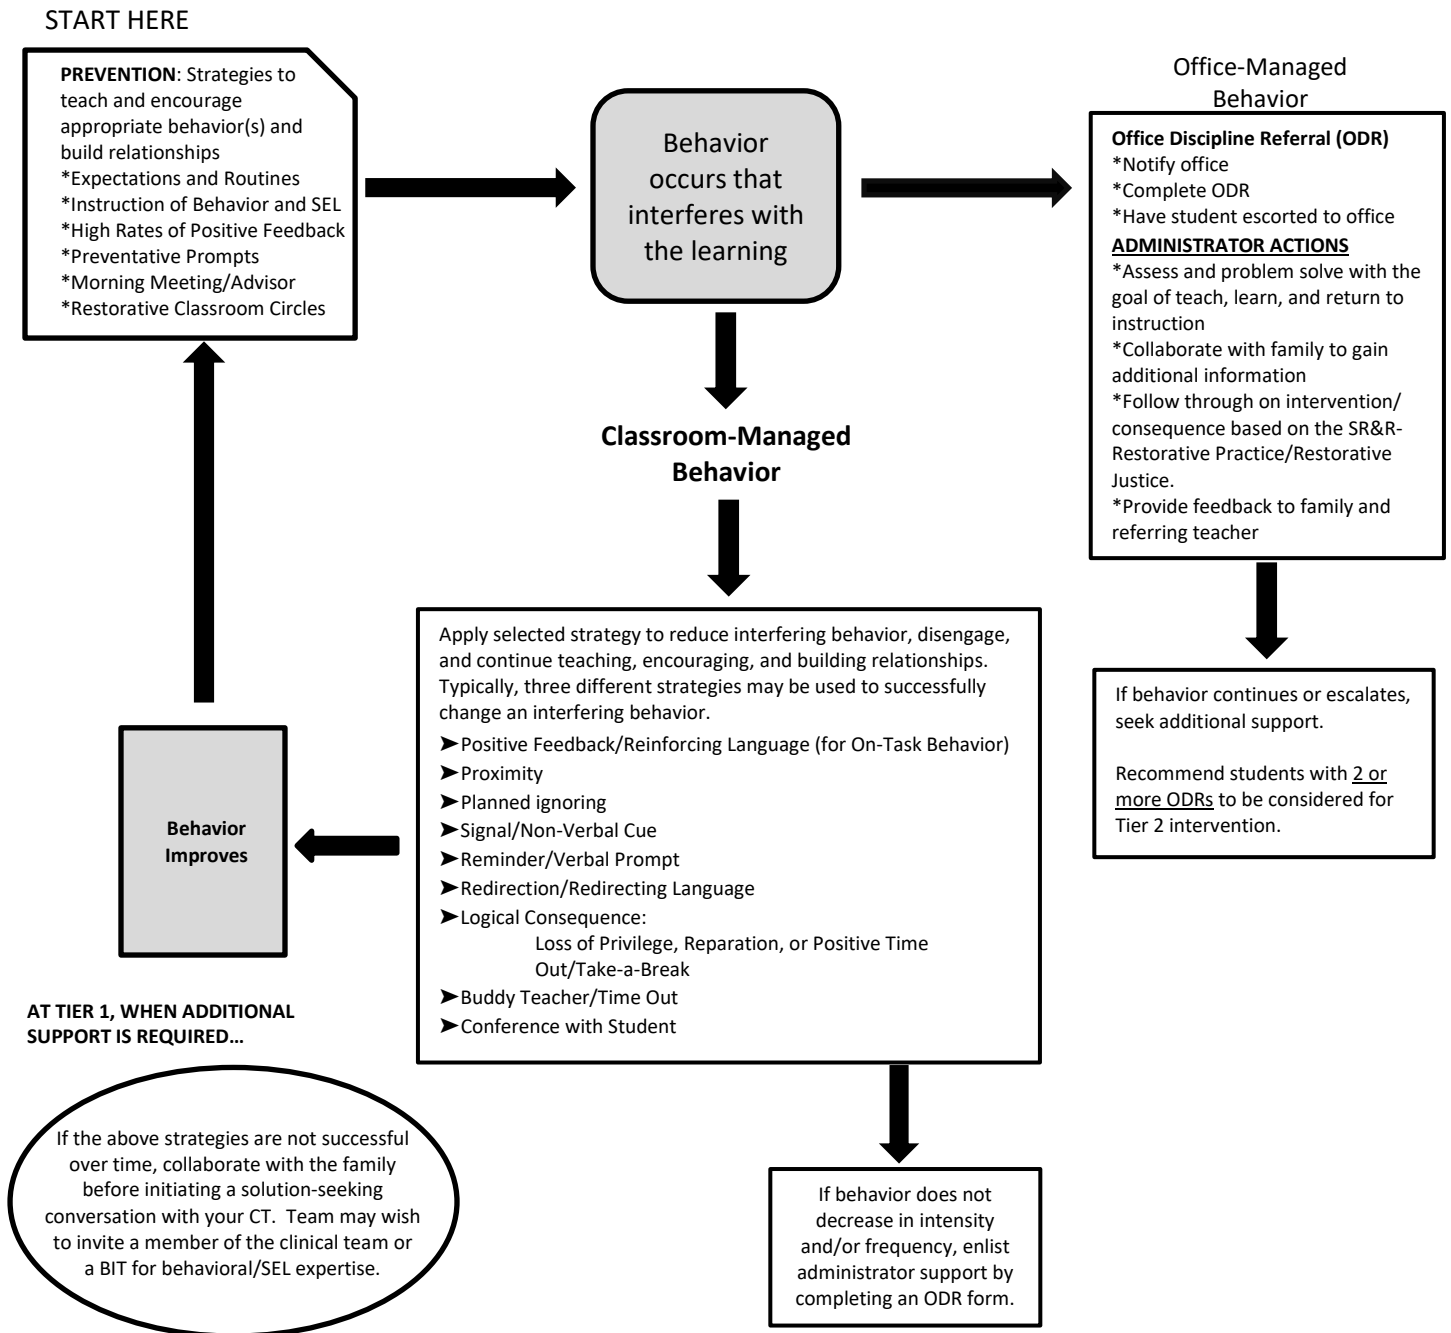 START HERE
PREVENTION: Strategies to
teach and encourage
appropriate behavior(s) and
build relationships
*Expectations and Routines
*Instruction of Behavior and SEL
*High Rates of Positive Feedback
*Preventative Prompts
*Morning Meeting/Advisor
*Restorative Classroom Circles
Behavior
occurs that
interferes with
the learning
Office-Managed
Behavior
Office Discipline Referral (ODR)
*Notify office
*Complete ODR
*Have student escorted to office
ADMINISTRATOR ACTIONS
*Assess and problem solve with the
goal of teach, learn, and return to
instruction
*Collaborate with family to gain
additional information
*Follow through on intervention/
consequence based on the SR&R-
Restorative Practice/Restorative
Justice.
*Provide feedback to family and
referring teacher
If behavior continues or escalates,
seek additional support.
Recommend students with 2 or
more ODRs to be considered for
Tier 2 intervention.
Classroom-Managed
Behavior
Apply selected strategy to reduce interfering behavior, disengage,
and continue teaching, encouraging, and building relationships.
Typically, three different strategies may be used to successfully
change an interfering behavior.
➤Positive Feedback/Reinforcing Language (for On-Task Behavior)
➤Proximity
➤Planned ignoring
➤Signal/Non-Verbal Cue
➤Reminder/Verbal Prompt
➤Redirection/Redirecting Language
➤Logical Consequence:
Loss of Privilege, Reparation, or Positive Time
Out/Take-a-Break
➤Buddy Teacher/Time Out
➤Conference with Student
Behavior
Improves
AT TIER 1, WHEN ADDITIONAL
SUPPORT IS REQUIRED…
If the above strategies are not successful
over time, collaborate with the family
before initiating a solution-seeking
conversation with your CT.  Team may wish
to invite a member of the clinical team or
a BIT for behavioral/SEL expertise.
If behavior does not
decrease in intensity
and/or frequency, enlist
administrator support by
completing an ODR form.